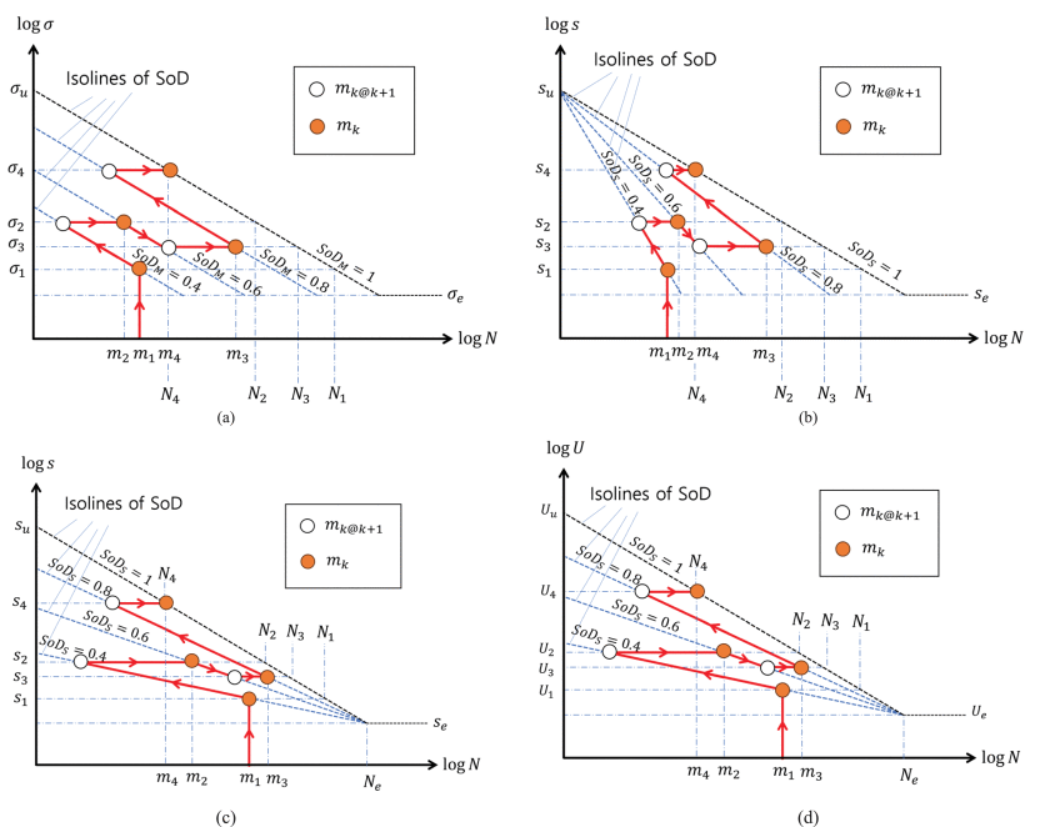 log σ
Isolines of SoD
m_{k@k+1}
m_k
σ_u
σ_4
σ_2
σ_3
σ_1
SoD_M = 0.4
SoD_M = 0.6
SoD_M = 0.8
SoD_M = 1
σ_e
log N
m_2 m_1 m_4 m_3
N_4 N_2 N_3 N_1
(a)
log s
Isolines of SoD
m_{k@k+1}
m_k
s_u
s_4
s_2
s_3
s_1
SoD_S = 0.4
SoD_S = 0.6
SoD_S = 0.8
SoD_S = 1
s_e
log N
m_1 m_2 m_4 m_3
N_4 N_2 N_3 N_1
(b)
log s
Isolines of SoD
m_{k@k+1}
m_k
s_u
s_4
s_2
s_3
s_1
SoD_S = 1
SoD_S = 0.8
SoD_S = 0.6
SoD_S = 0.4
N_4
N_2 N_3 N_1
s_e
log N
m_4 m_2 m_1 m_3
N_e
(c)
log U
Isolines of SoD
m_{k@k+1}
m_k
U_u
U_4
U_2
U_3
U_1
SoD_S = 1
SoD_S = 0.8
SoD_S = 0.6
SoD_S = 0.4
N_4
N_2 N_3 N_1
U_e
log N
m_4 m_2 m_1 m_3
N_e
(d)